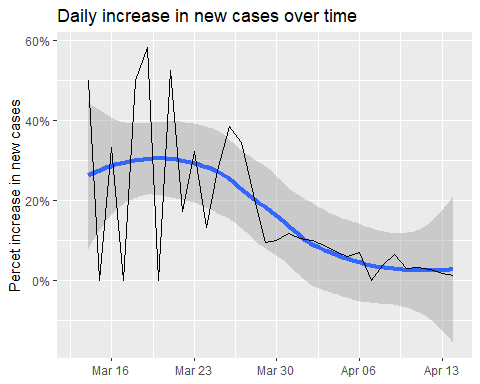 Daily increase in new cases over time
Percet increase in new cases
60%
40%
20%
0%
Mar 16
Mar 23
Mar 30
Apr 06
Apr 13